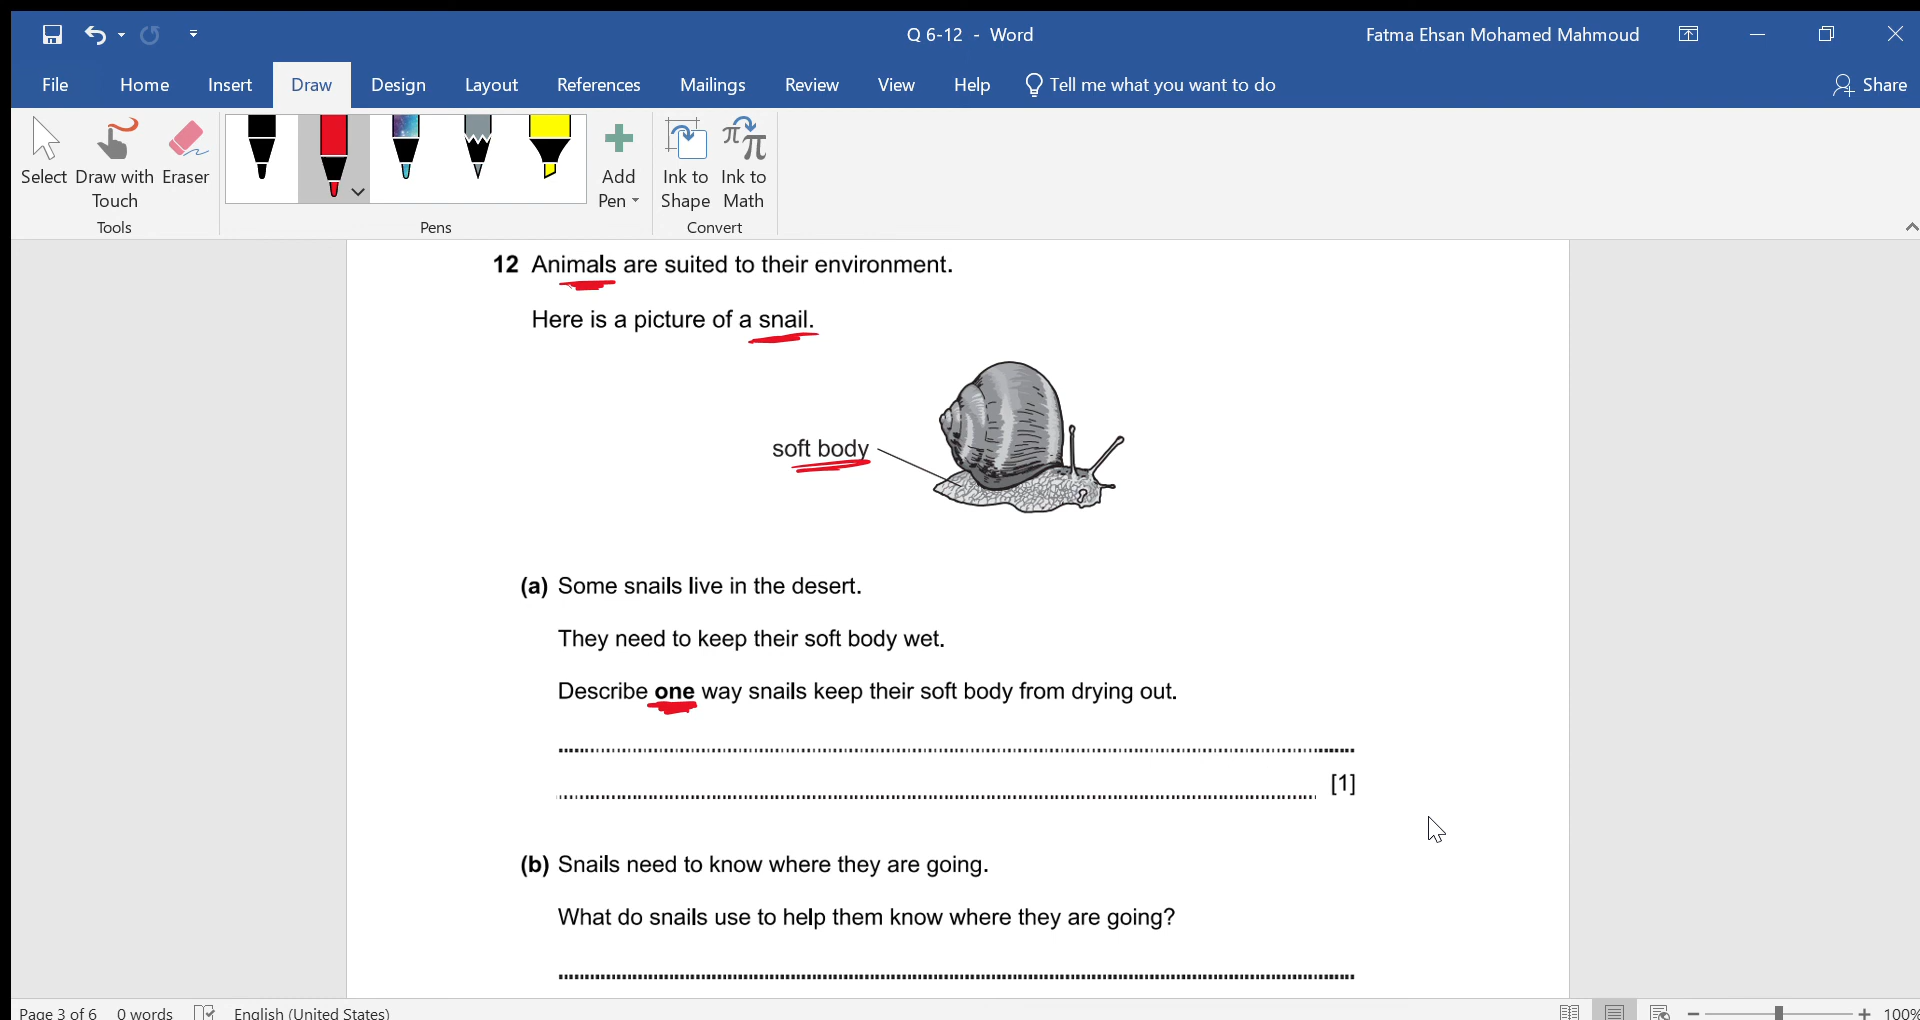 Q 6-12 - Word
Fatma Ehsan Mohamed Mahmoud
File Home Insert Draw Design Layout References Mailings Review View Help Tell me what you want to do Share
Select Draw with Touch Eraser
Tools
Pens
Add Pen
Ink to Shape Ink to Math
Convert
12 Animals are suited to their environment.
Here is a picture of a snail.
soft body
(a) Some snails live in the desert.
They need to keep their soft body wet.
Describe one way snails keep their soft body from drying out.
[1]
(b) Snails need to know where they are going.
What do snails use to help them know where they are going?
Page 3 of 6 0 words English (United States) 100%